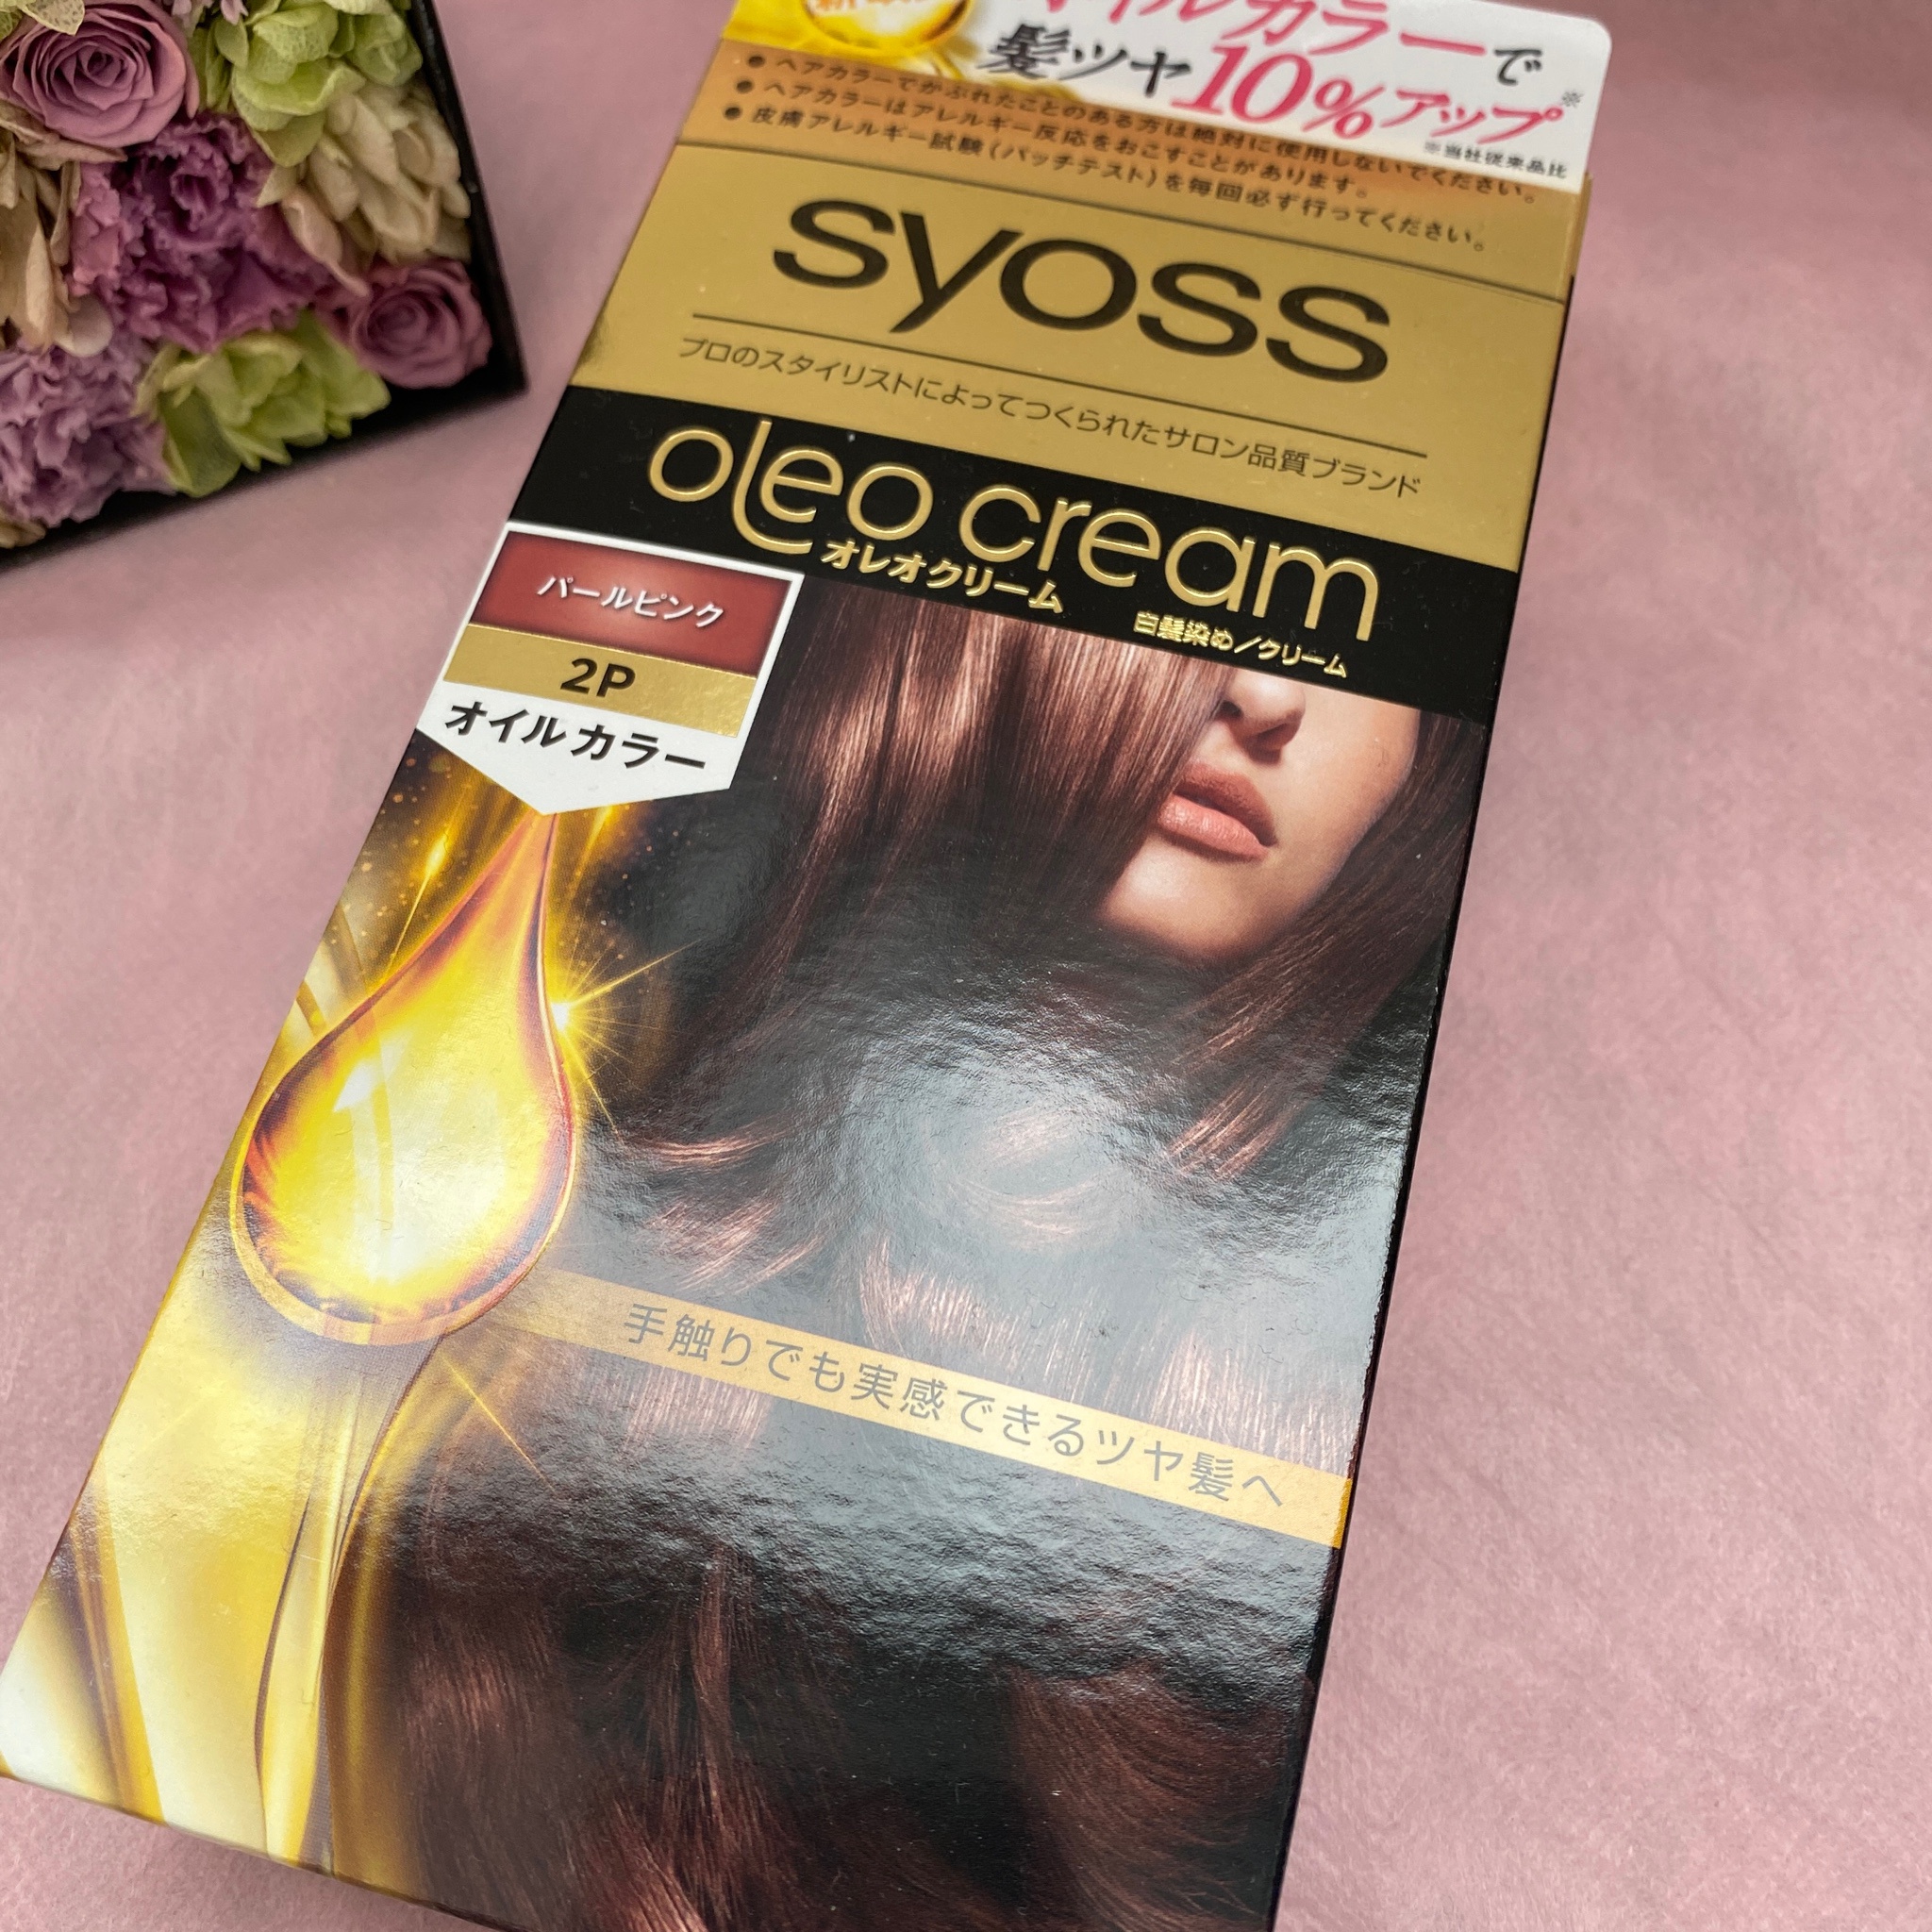 オイルカラーで
髪ツヤ10%アップ※
※当社従来品比
● ヘアカラーでかぶれたことのある方は絶対に使用しないでください。
● ヘアカラーはアレルギー反応をおこすことがあります。
● 皮膚アレルギー試験(パッチテスト)を毎回必ず行ってください。
syoss
プロのスタイリストによってつくられたサロン品質ブランド
oleo cream
オレオクリーム
白髪染め/クリーム
パールピンク
2P
オイルカラー
手触りでも実感できるツヤ髪へ